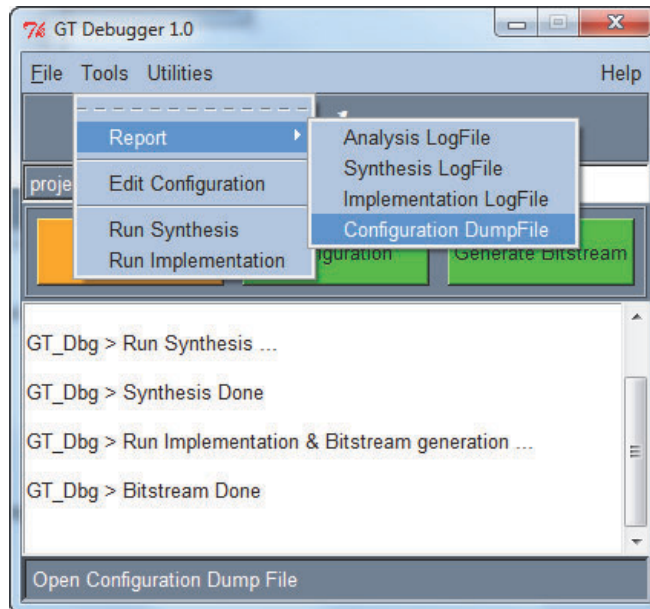 GT Debugger 1.0
File Tools Utilities Help
Report
Analysis LogFile
Synthesis LogFile
Implementation LogFile
Configuration DumpFile
Edit Configuration
Run Synthesis
Run Implementation
proje
iguration
Generate Bitstream
GT_Dbg > Run Synthesis ...
GT_Dbg > Synthesis Done
GT_Dbg > Run Implementation & Bitstream generation ...
GT_Dbg > Bitstream Done
Open Configuration Dump File